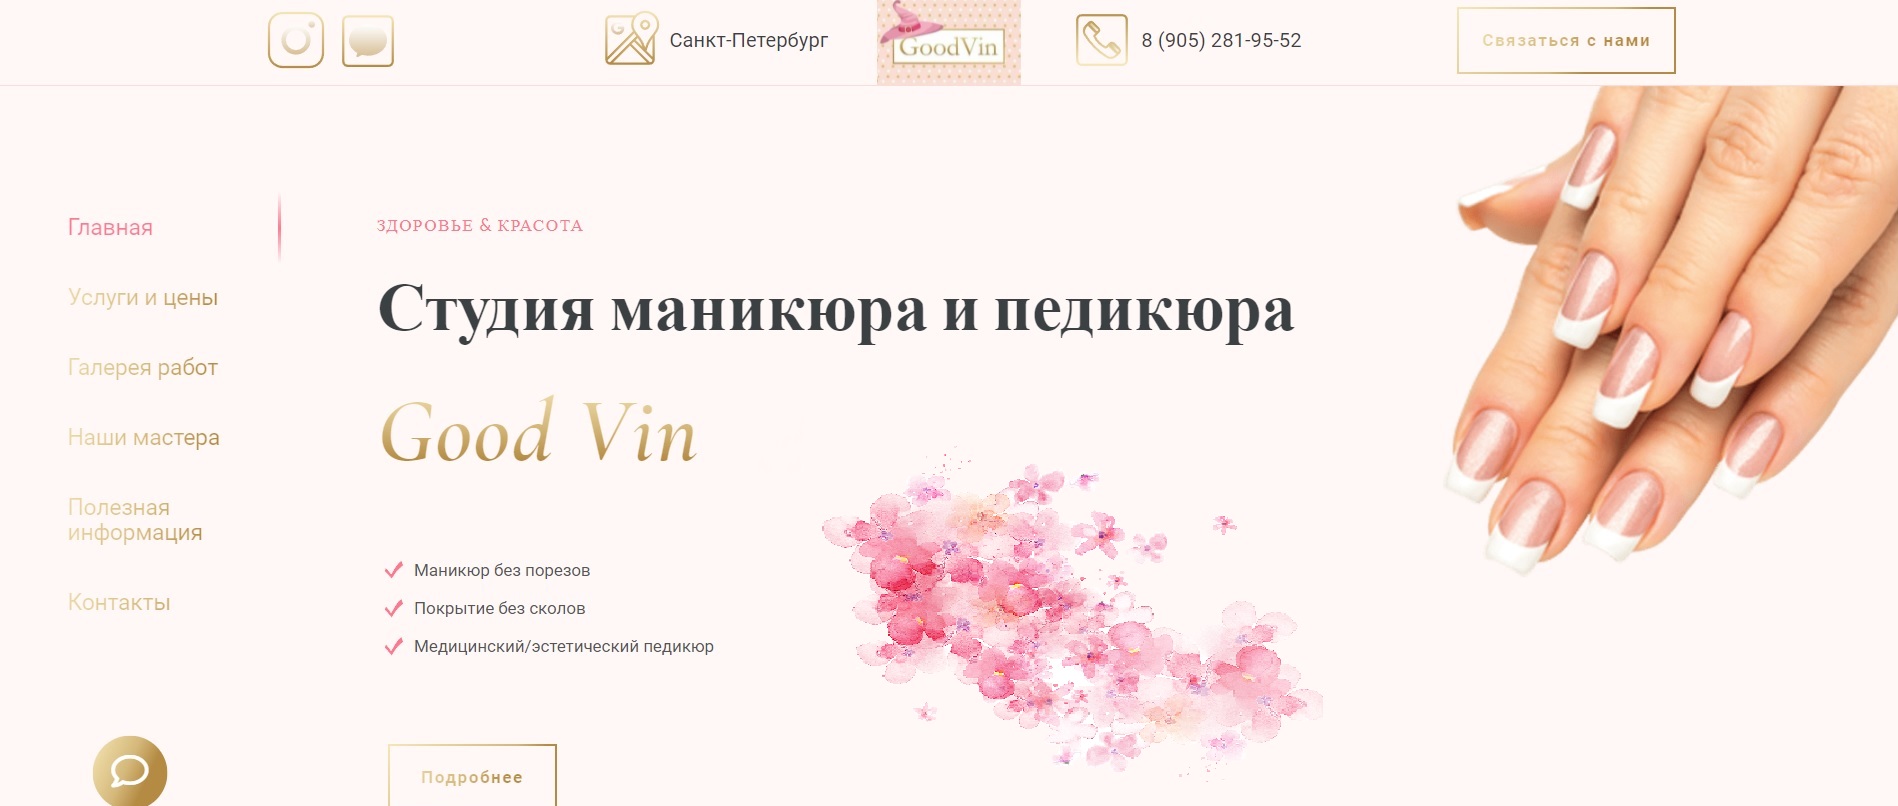 Санкт-Петербург
GoodVin
8 (905) 281-95-52
Связаться с нами
Главная
Услуги и цены
Галерея работ
Наши мастера
Полезная
информация
Контакты
ЗДОРОВЬЕ & КРАСОТА
Студия маникюра и педикюра
Good Vin
Маникюр без порезов
Покрытие без сколов
Медицинский/эстетический педикюр
Подробнее